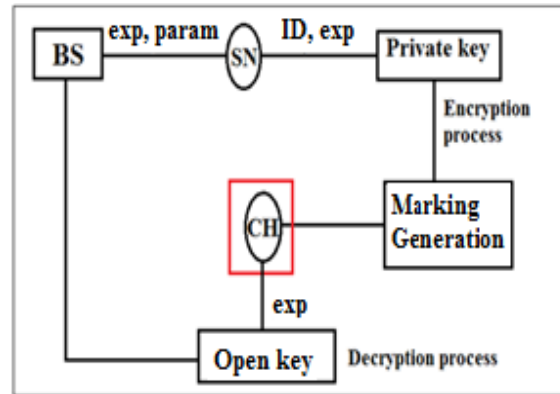 exp, param
ID, exp
BS
SN
Private key
Encryption
process
CH
Marking
Generation
exp
Open key
Decryption process